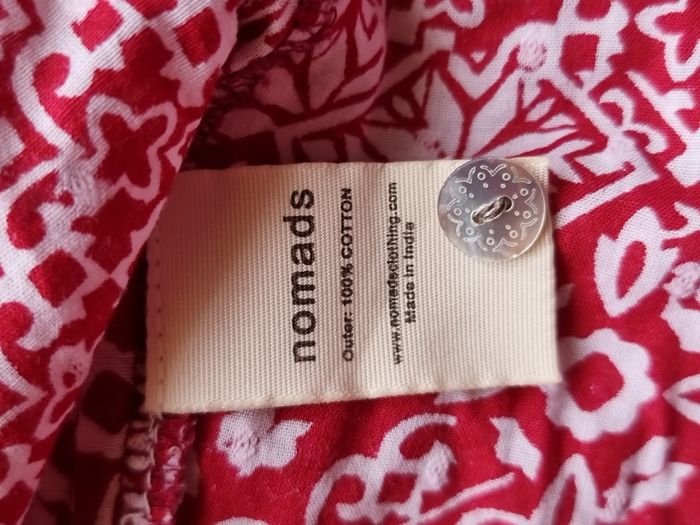 nomads
Outer: 100% COTTON
www.nomadsclothing.com
Made in India